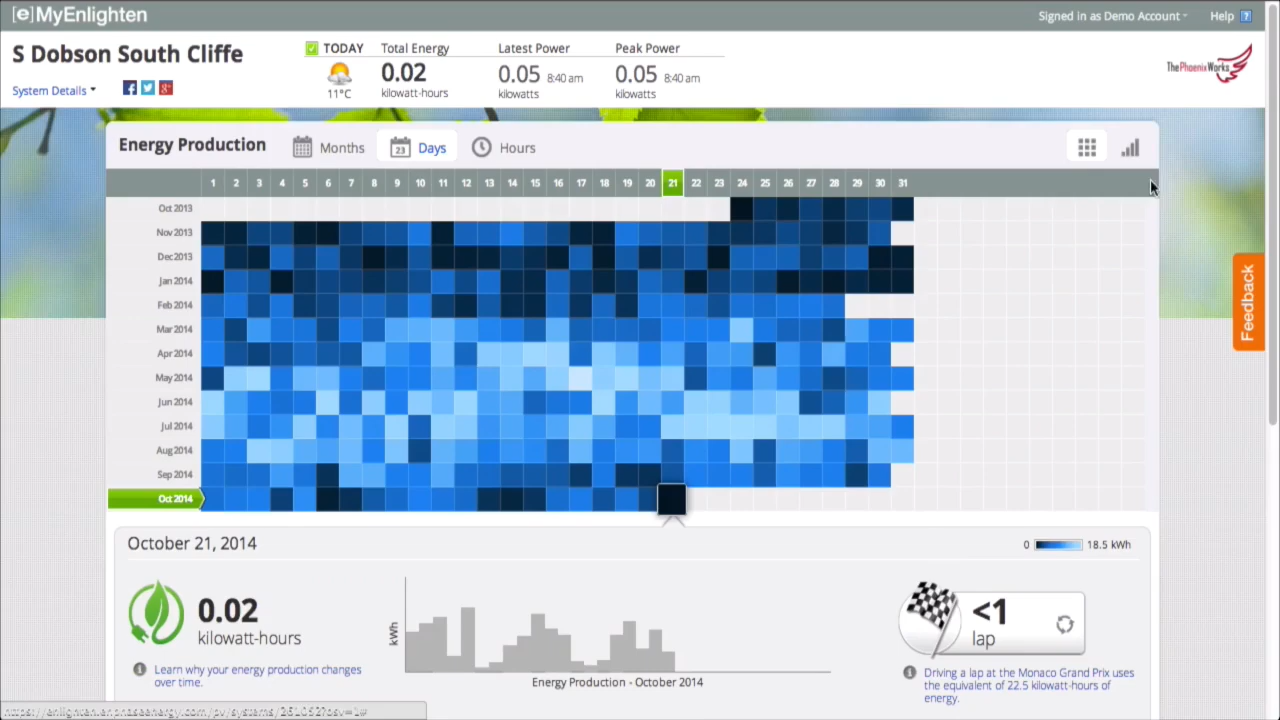 [e]MyEnlighten
Signed in as Demo Account
Help ?
S Dobson South Cliffe
System Details
TODAY
11°C
Total Energy
0.02
kilowatt-hours
Latest Power
0.05 8:40 am
kilowatts
Peak Power
0.05 8:40 am
kilowatts
ThePhoenixWorks
Energy Production
Months
23 Days
Hours
1 2 3 4 5 6 7 8 9 10 11 12 13 14 15 16 17 18 19 20 21 22 23 24 25 26 27 28 29 30 31
Oct 2013
Nov 2013
Dec 2013
Jan 2014
Feb 2014
Mar 2014
Apr 2014
May 2014
Jun 2014
Jul 2014
Aug 2014
Sep 2014
Oct 2014
Feedback
October 21, 2014
0 18.5 kWh
0.02
kilowatt-hours
Learn why your energy production changes
over time.
kWh
Energy Production - October 2014
<1
lap
Driving a lap at the Monaco Grand Prix uses
the equivalent of 22.5 kilowatt-hours of
energy.